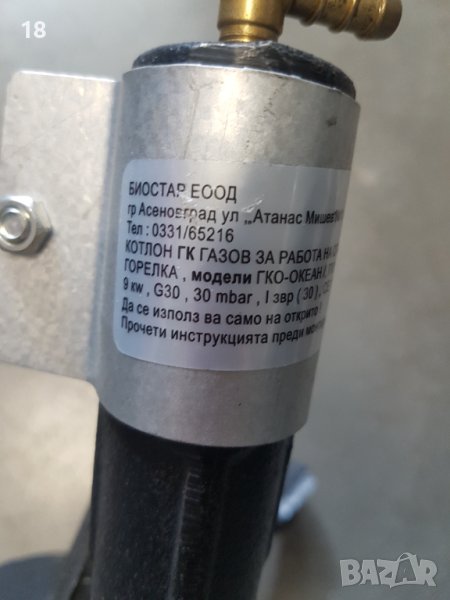 18
БИОСТАР ЕООД
гр Асеновград ул ,,Атанас Мишев
Тел : 0331/65216
КОТЛОН ГК ГАЗОВ ЗА РАБОТА НА
ГОРЕЛКА , модели ГКО-ОКЕАН
9 kw , G30 , 30 mbar , I звр ( 30 ) ,
Да се използ ва само на открито
Прочети инструкцията преди
BAZAR